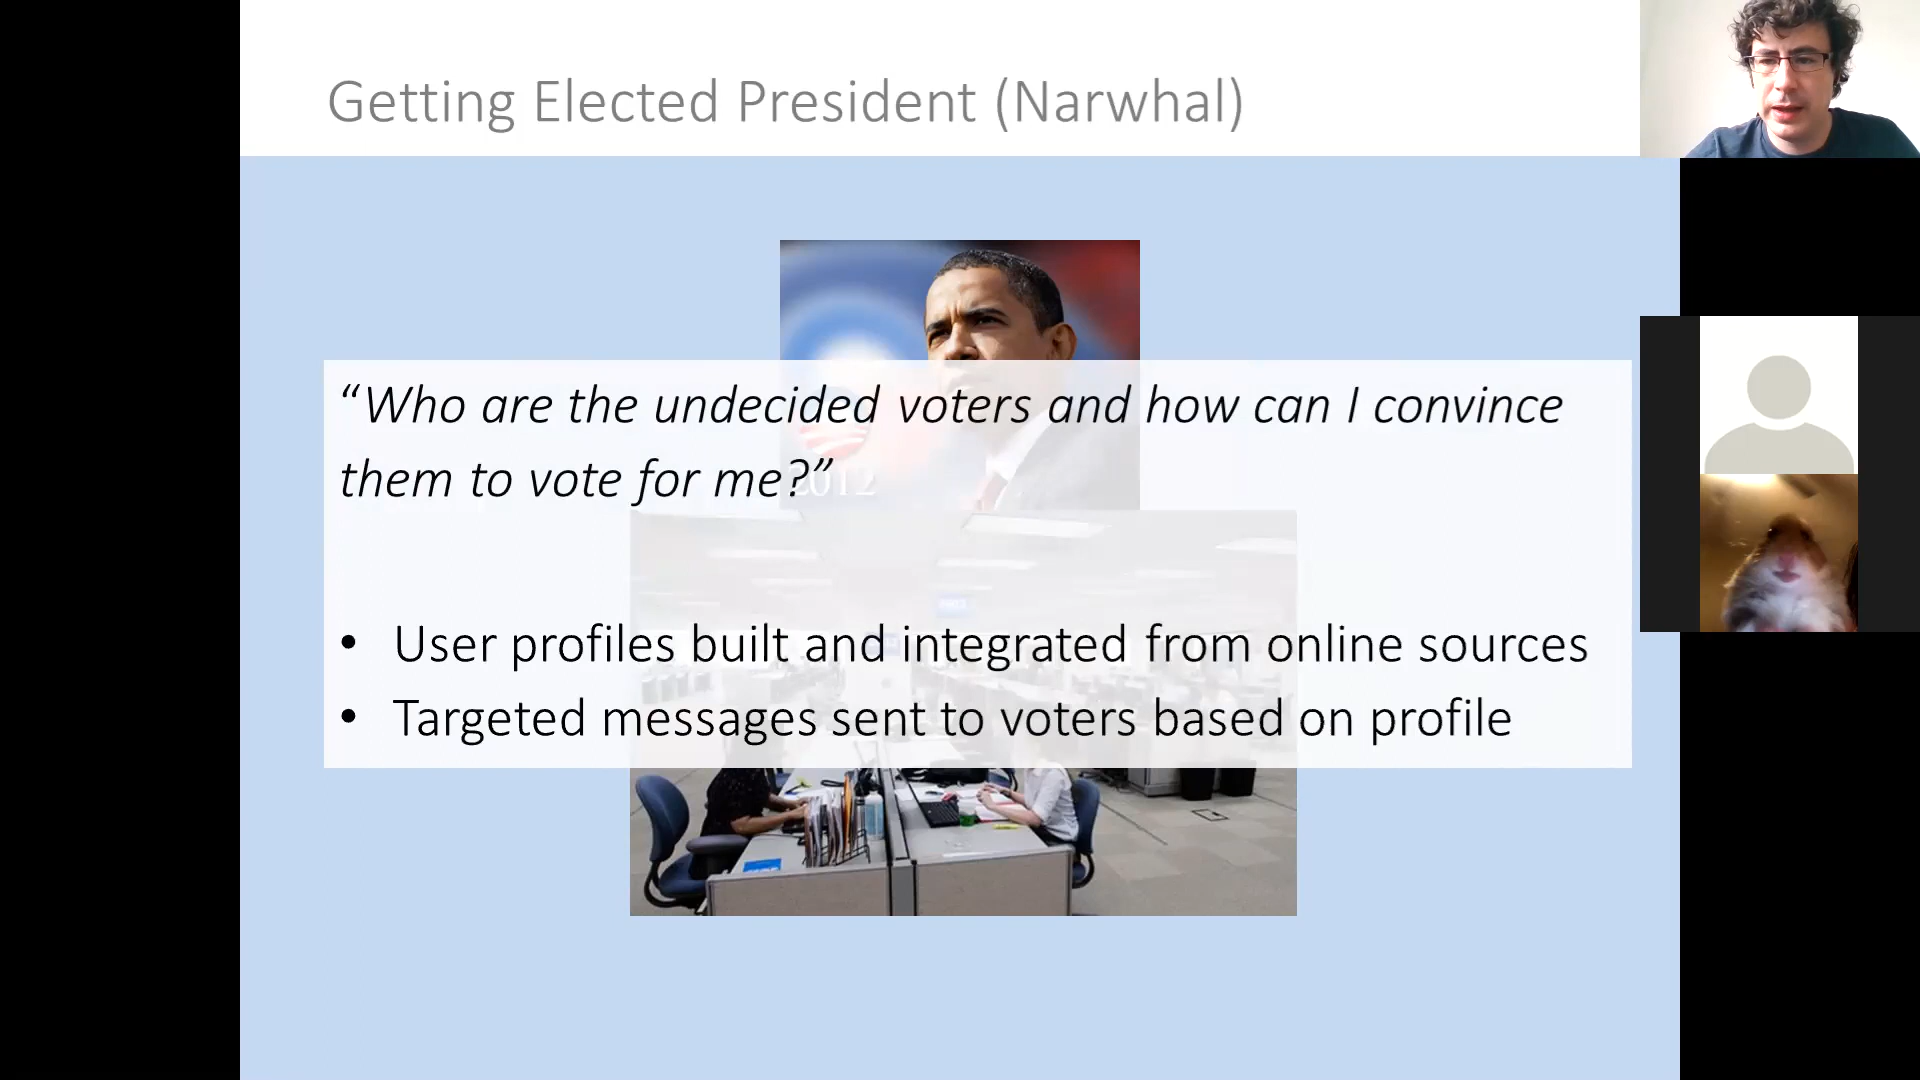 Getting Elected President (Narwhal)
“Who are the undecided voters and how can I convince
them to vote for me?”
2012
• User profiles built and integrated from online sources
• Targeted messages sent to voters based on profile